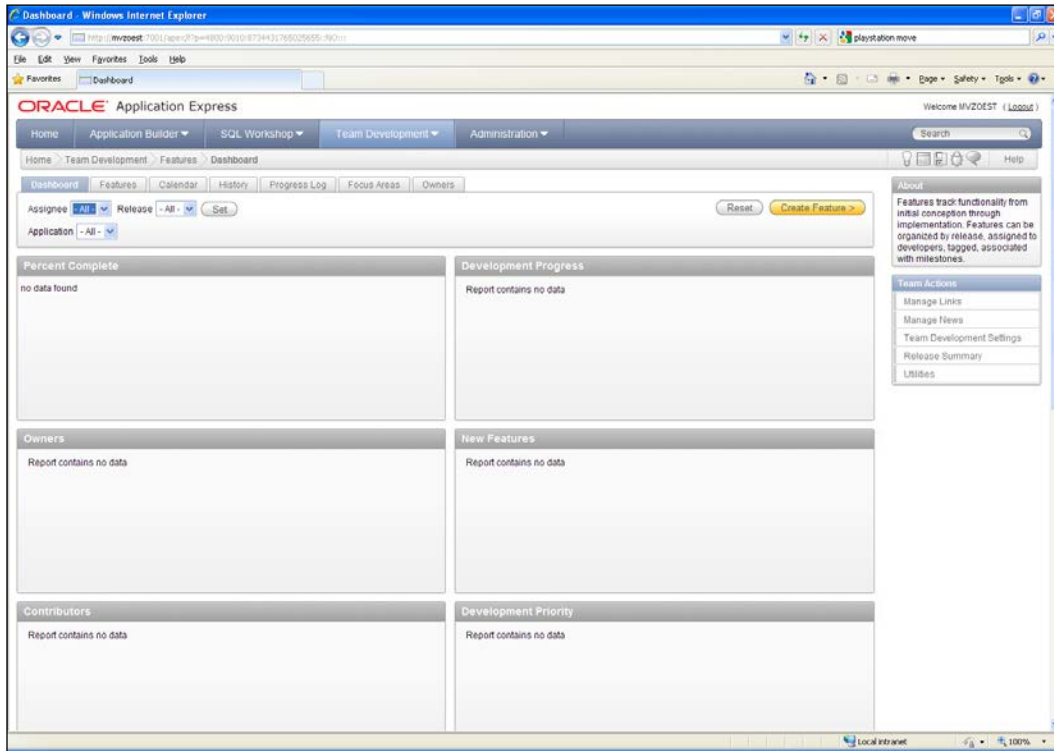 Dashboard - Windows Internet Explorer
playstation move
File Edit View Favorites Tools Help
Favorites Dashboard
Page Safety Tools
ORACLE Application Express
Welcome MVZOEST (Logout)
Home Application Builder SQL Workshop Team Development Administration
Search
Home Team Development Features Dashboard
Help
Dashboard Features Calendar History Progress Log Focus Areas Owners
Assignee - All - Release - All - Set
Reset Create Feature >
Application - All -
About
Features track functionality from
initial conception through
implementation. Features can be
organized by release, assigned to
developers, tagged, associated
with milestones.
Team Actions
Manage Links
Manage News
Team Development Settings
Release Summary
Utilities
Percent Complete
no data found
Development Progress
Report contains no data
Owners
Report contains no data
New Features
Report contains no data
Contributors
Report contains no data
Development Priority
Report contains no data
Local intranet
100%